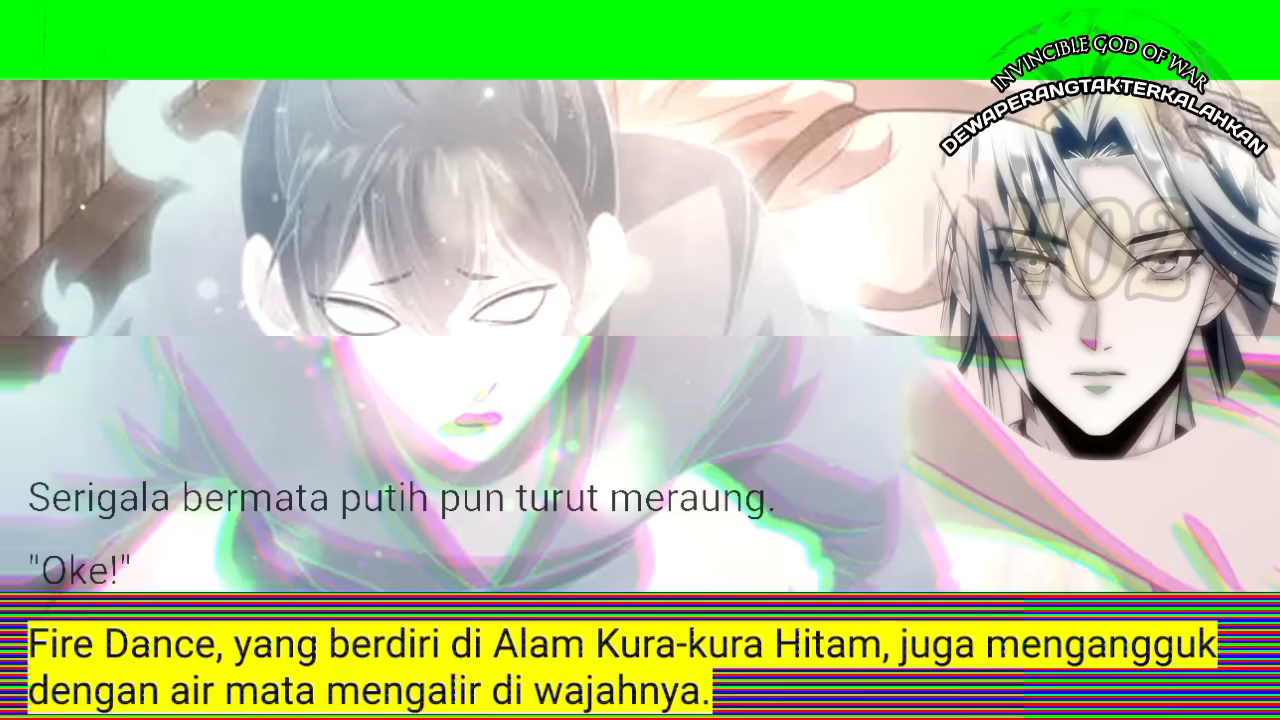 INVINCIBLE GOD OF WAR
DEWAPERANGTAKTERKALAHKAN
402
Serigala bermata putih pun turut meraung.
"Oke!"
Fire Dance, yang berdiri di Alam Kura-kura Hitam, juga mengangguk
dengan air mata mengalir di wajahnya.